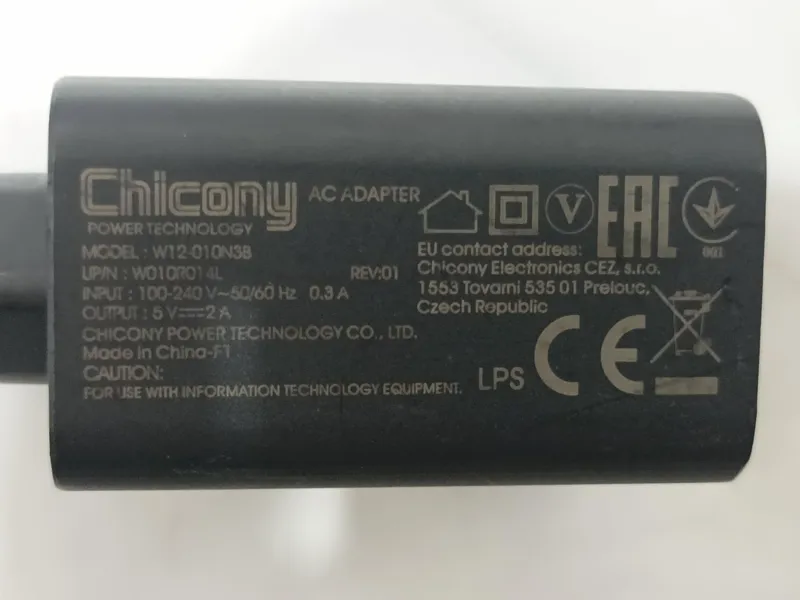 Chicony
POWER TECHNOLOGY
AC ADAPTER
MODEL : W12-010N3B
UP/N : W010R014L REV:01
INPUT : 100-240 V~50/60 Hz 0.3 A
OUTPUT : 5 V⎓2 A
CHICONY POWER TECHNOLOGY CO., LTD.
Made in China-F1
CAUTION:
FOR USE WITH INFORMATION TECHNOLOGY EQUIPMENT.
V
EAC
001
EU contact address:
Chicony Electronics CEZ, s.r.o.
1553 Tovarni 535 01 Prelouc,
Czech Republic
LPS
CE